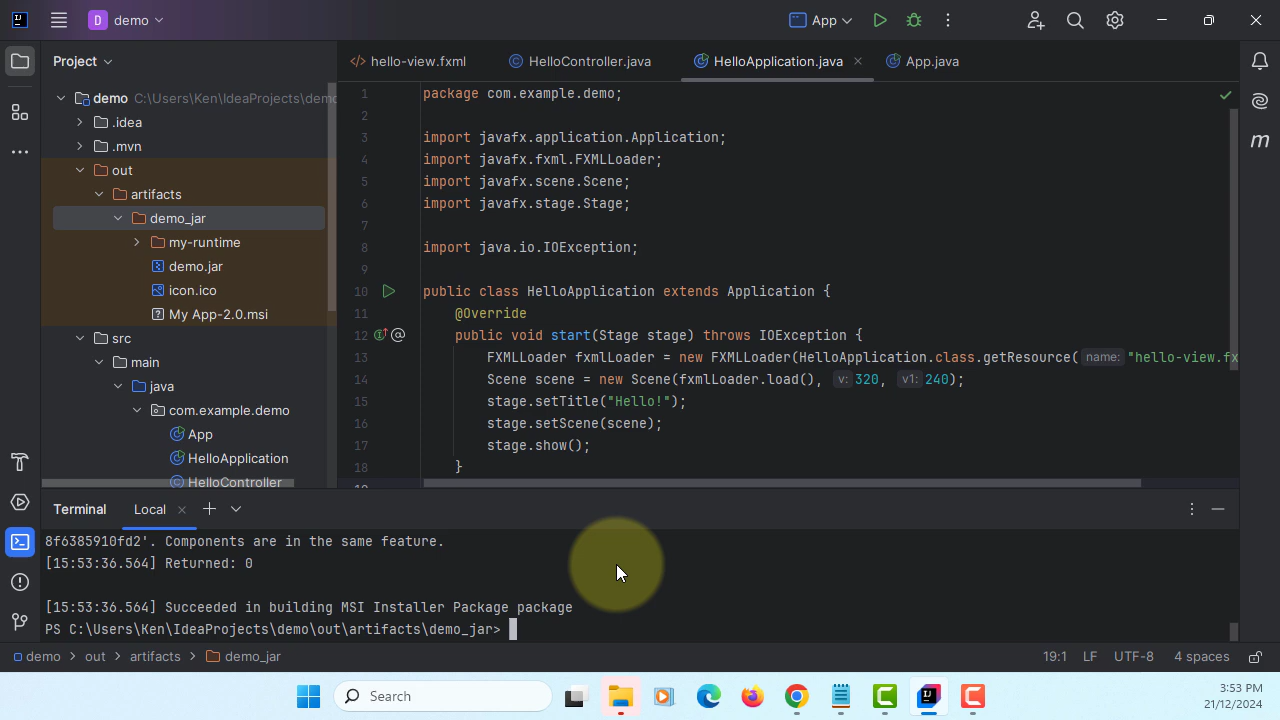 D demo
App
Project
hello-view.fxml
HelloController.java
HelloApplication.java
App.java
demo C:\Users\Ken\IdeaProjects\demo
.idea
.mvn
out
artifacts
demo_jar
my-runtime
demo.jar
icon.ico
My App-2.0.msi
src
main
java
com.example.demo
App
HelloApplication
HelloController
1 package com.example.demo;
2
3 import javafx.application.Application;
4 import javafx.fxml.FXMLLoader;
5 import javafx.scene.Scene;
6 import javafx.stage.Stage;
7
8 import java.io.IOException;
9
10 public class HelloApplication extends Application {
11 @Override
12 public void start(Stage stage) throws IOException {
13 FXMLLoader fxmlLoader = new FXMLLoader(HelloApplication.class.getResource( name: "hello-view.fx
14 Scene scene = new Scene(fxmlLoader.load(), v: 320, v1: 240);
15 stage.setTitle("Hello!");
16 stage.setScene(scene);
17 stage.show();
18 }
Terminal Local
8f6385910fd2'. Components are in the same feature.
[15:53:36.564] Returned: 0
[15:53:36.564] Succeeded in building MSI Installer Package package
PS C:\Users\Ken\IdeaProjects\demo\out\artifacts\demo_jar>
demo > out > artifacts > demo_jar
19:1 LF UTF-8 4 spaces
Search
3:53 PM
21/12/2024